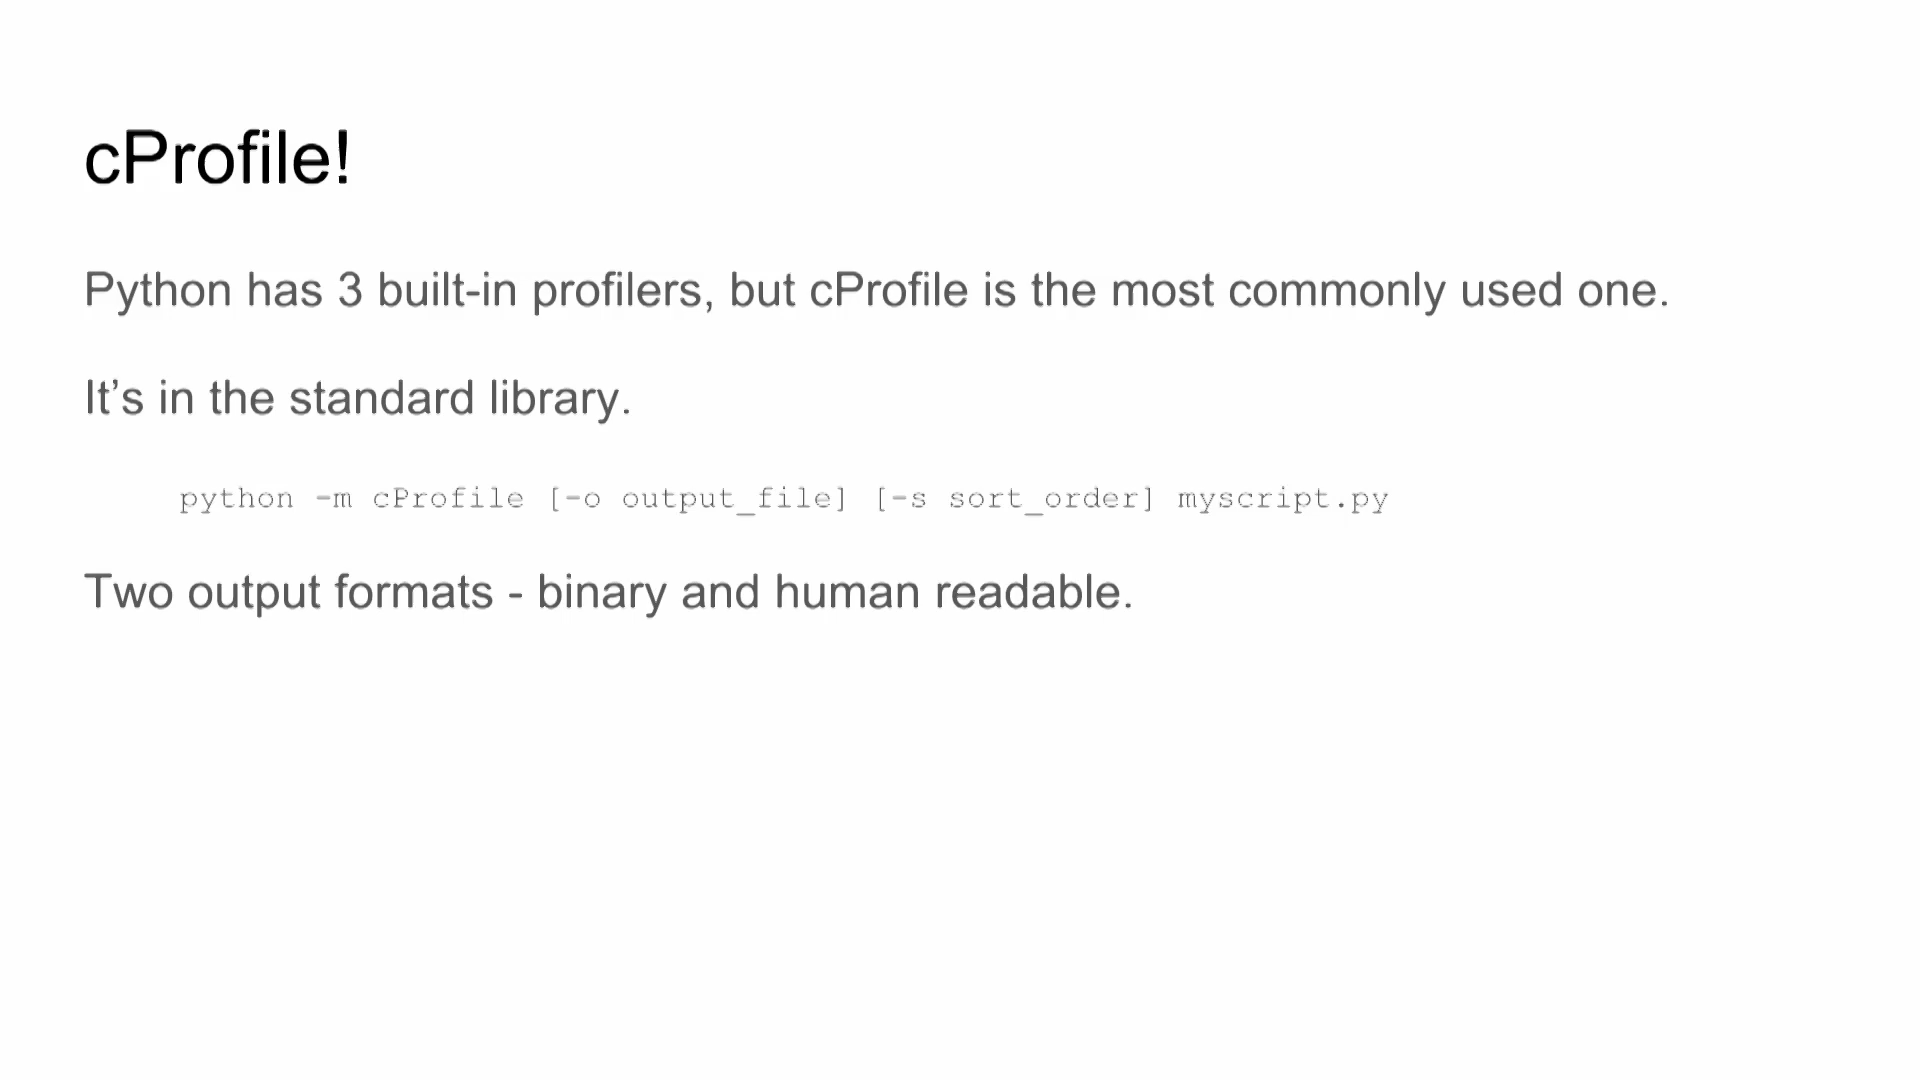 cProfile!
Python has 3 built-in profilers, but cProfile is the most commonly used one.
It’s in the standard library.
python -m cProfile [-o output_file] [-s sort_order] myscript.py
Two output formats - binary and human readable.